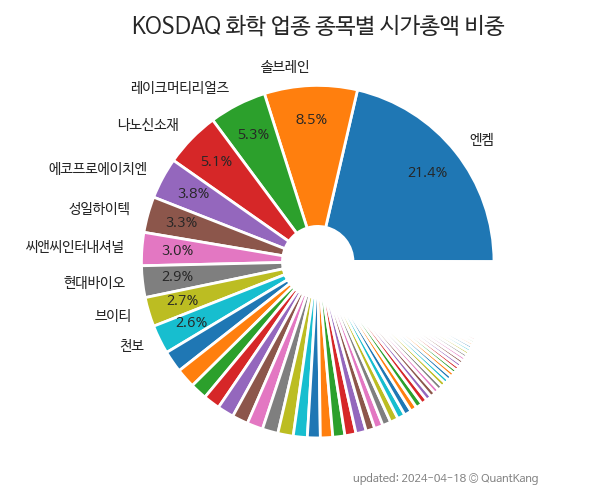 KOSDAQ 화학 업종 종목별 시가총액 비중
솔브레인
레이크머티리얼즈
나노신소재
엔켐
에코프로에이치엔
성일하이텍
씨앤씨인터내셔널
현대바이오
브이티
천보
8.5%
5.3%
5.1%
21.4%
3.8%
3.3%
3.0%
2.9%
2.7%
2.6%
updated: 2024-04-18 © QuantKang